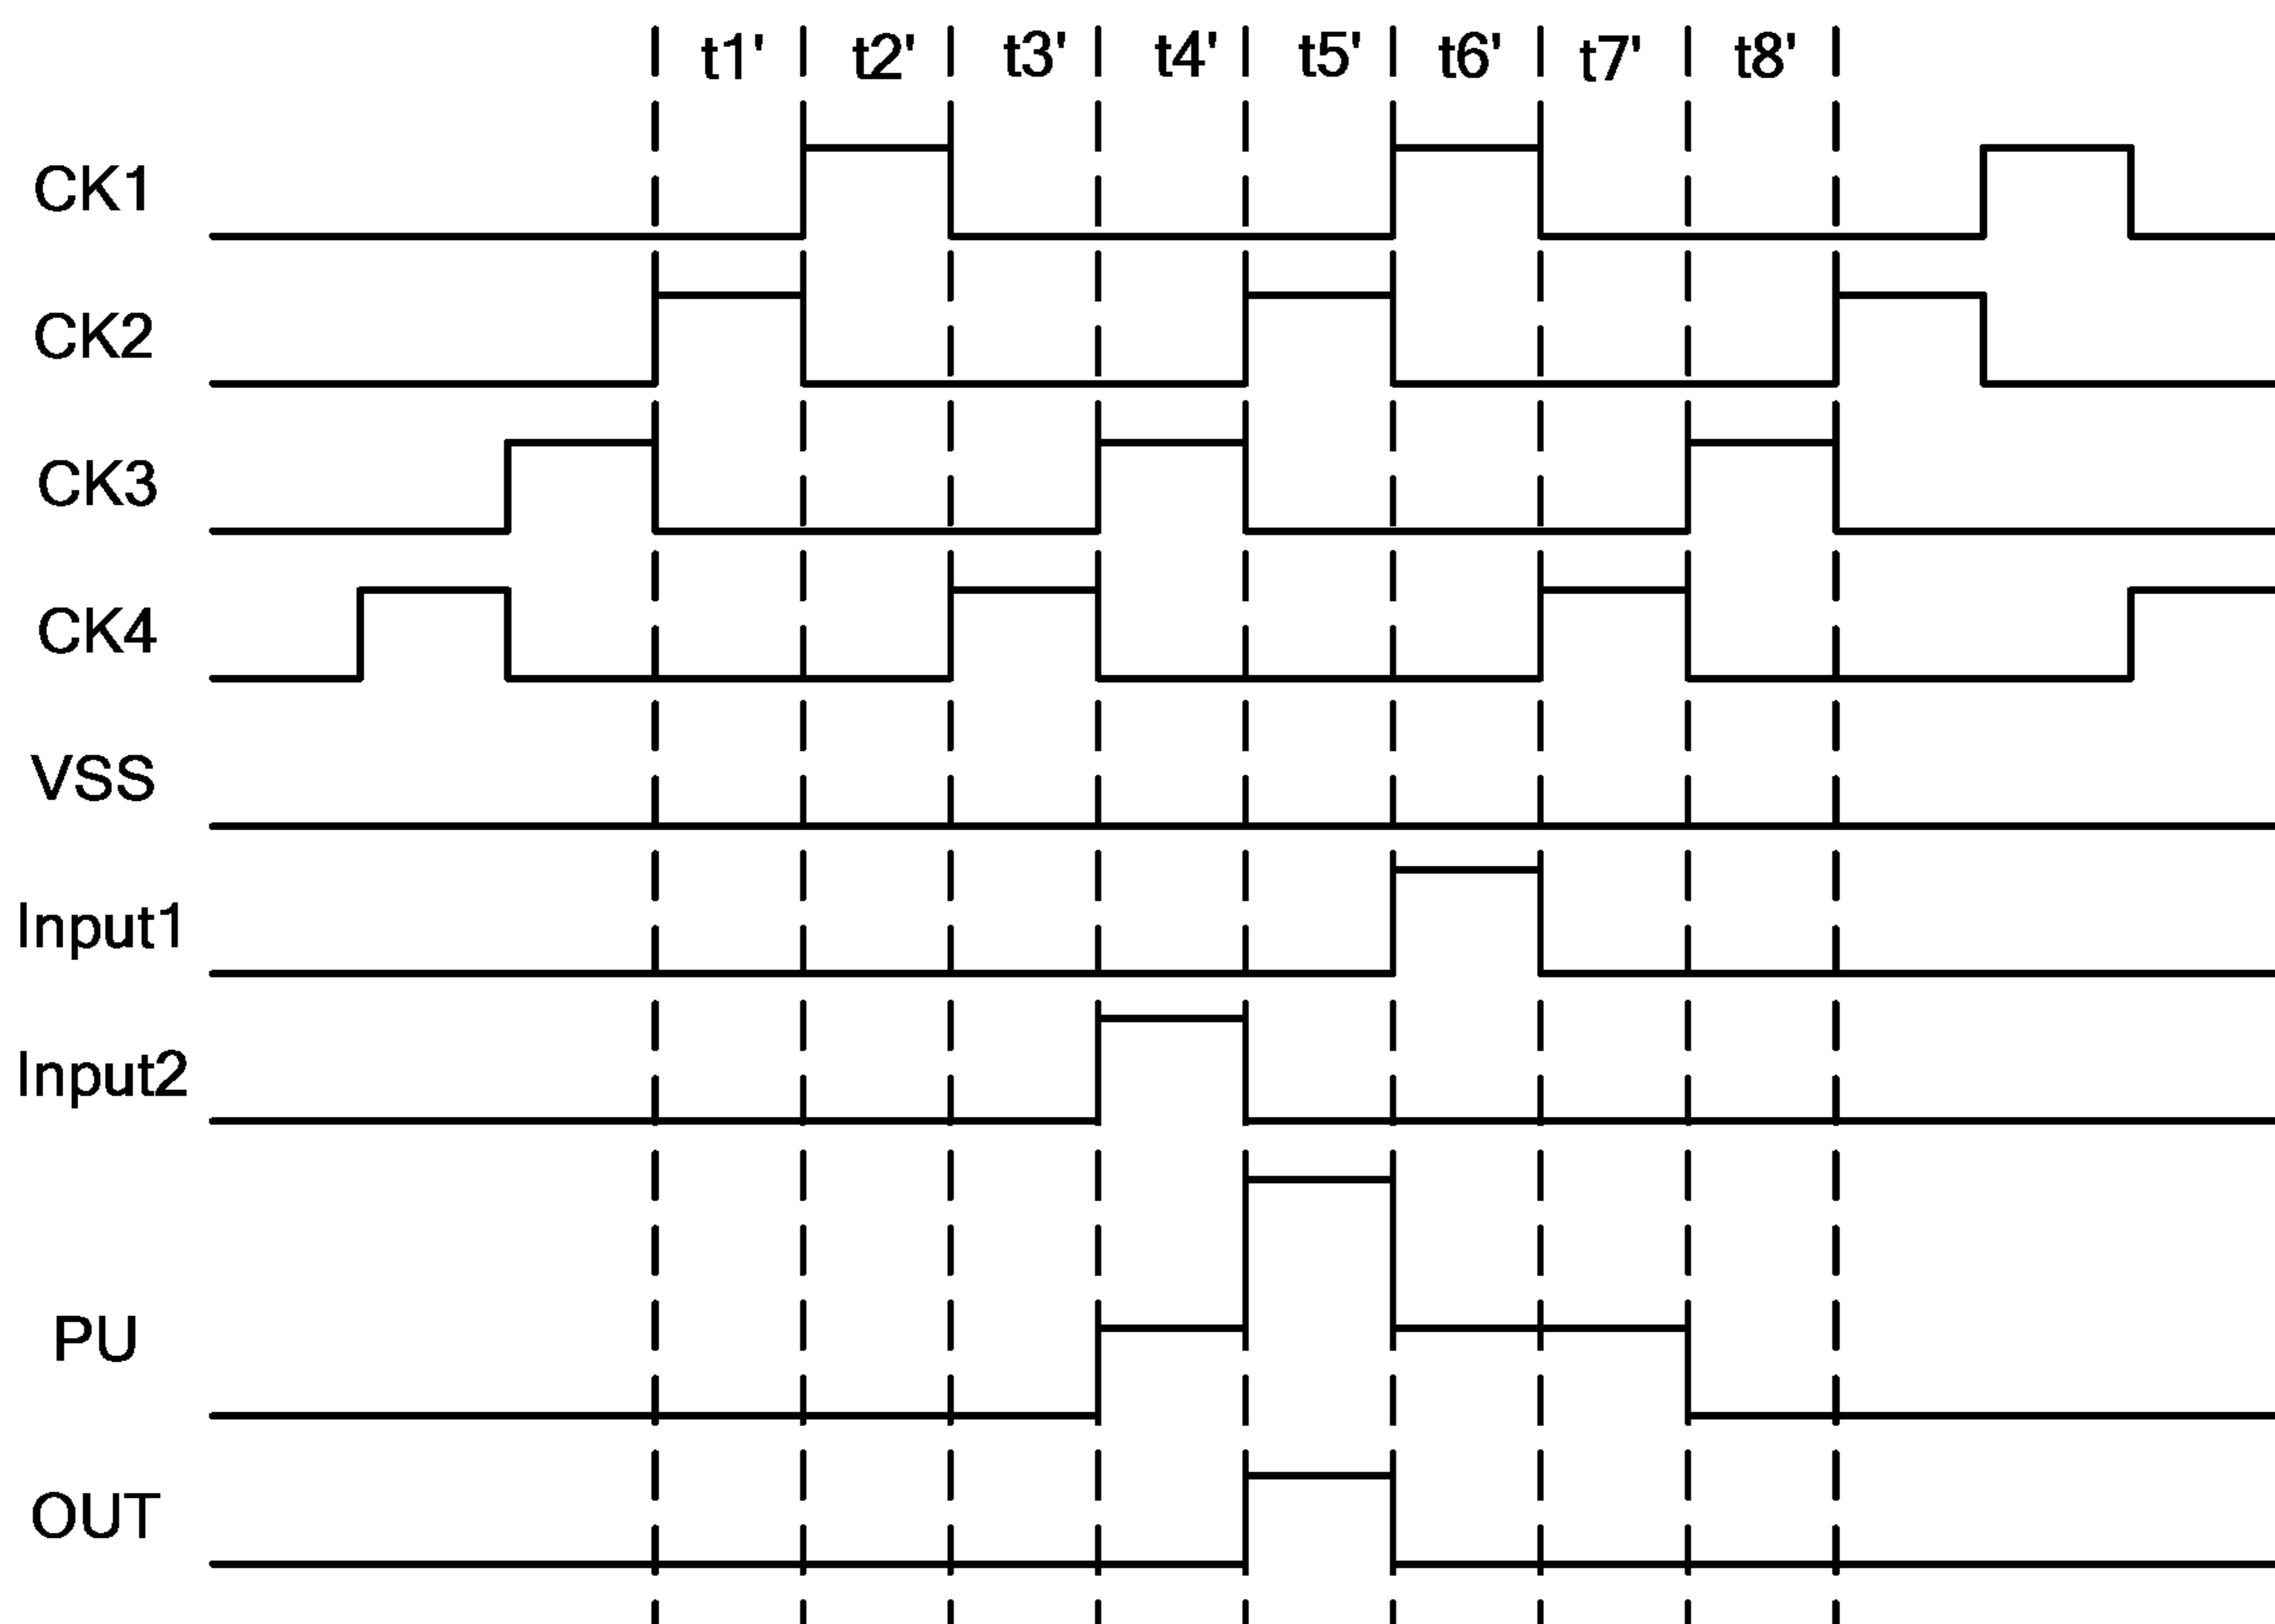 t1' t2' t3' t4' t5' t6' t7' t8'
CK1
CK2
CK3
CK4
VSS
Input1
Input2
PU
OUT